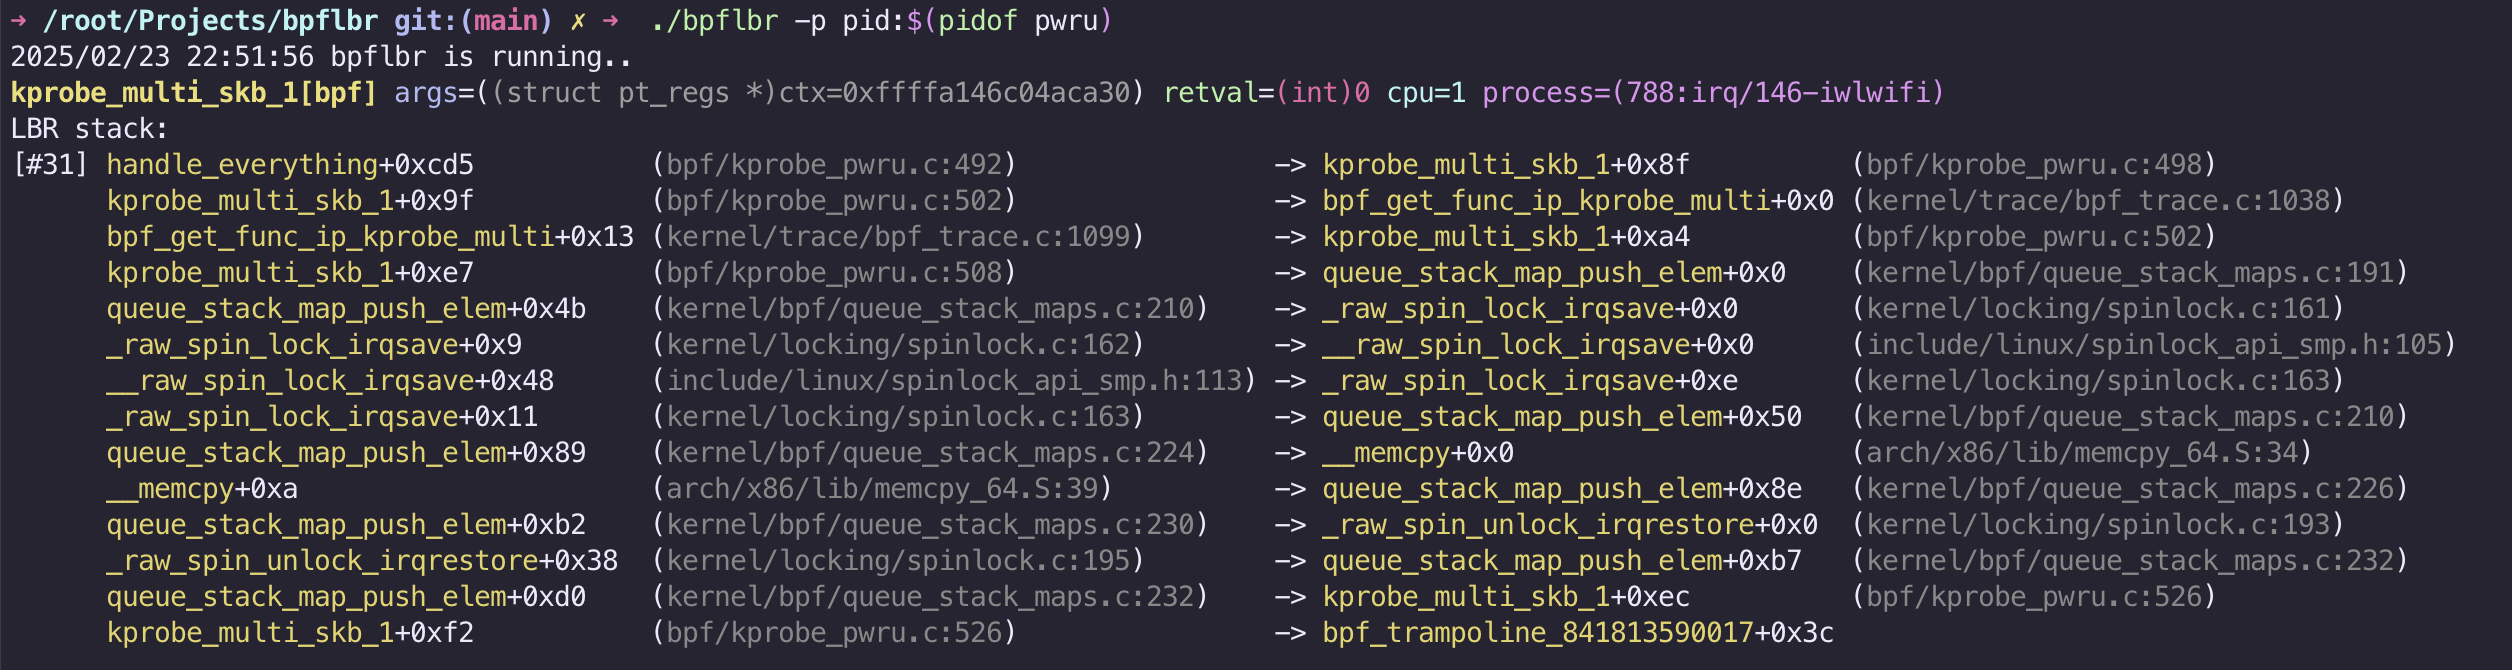 → /root/Projects/bpflbr git:(main) ✗ → ./bpflbr -p pid:$(pidof pwru)
2025/02/23 22:51:56 bpflbr is running..
kprobe_multi_skb_1[bpf] args=((struct pt_regs *)ctx=0xffffa146c04aca30) retval=(int)0 cpu=1 process=(788:irq/146-iwlwifi)
LBR stack:
[#31] handle_everything+0xcd5 (bpf/kprobe_pwru.c:492) -> kprobe_multi_skb_1+0x8f (bpf/kprobe_pwru.c:498)
kprobe_multi_skb_1+0x9f (bpf/kprobe_pwru.c:502) -> bpf_get_func_ip_kprobe_multi+0x0 (kernel/trace/bpf_trace.c:1038)
bpf_get_func_ip_kprobe_multi+0x13 (kernel/trace/bpf_trace.c:1099) -> kprobe_multi_skb_1+0xa4 (bpf/kprobe_pwru.c:502)
kprobe_multi_skb_1+0xe7 (bpf/kprobe_pwru.c:508) -> queue_stack_map_push_elem+0x0 (kernel/bpf/queue_stack_maps.c:191)
queue_stack_map_push_elem+0x4b (kernel/bpf/queue_stack_maps.c:210) -> _raw_spin_lock_irqsave+0x0 (kernel/locking/spinlock.c:161)
_raw_spin_lock_irqsave+0x9 (kernel/locking/spinlock.c:162) -> __raw_spin_lock_irqsave+0x0 (include/linux/spinlock_api_smp.h:105)
__raw_spin_lock_irqsave+0x48 (include/linux/spinlock_api_smp.h:113) -> _raw_spin_lock_irqsave+0xe (kernel/locking/spinlock.c:163)
_raw_spin_lock_irqsave+0x11 (kernel/locking/spinlock.c:163) -> queue_stack_map_push_elem+0x50 (kernel/bpf/queue_stack_maps.c:210)
queue_stack_map_push_elem+0x89 (kernel/bpf/queue_stack_maps.c:224) -> __memcpy+0x0 (arch/x86/lib/memcpy_64.S:34)
__memcpy+0xa (arch/x86/lib/memcpy_64.S:39) -> queue_stack_map_push_elem+0x8e (kernel/bpf/queue_stack_maps.c:226)
queue_stack_map_push_elem+0xb2 (kernel/bpf/queue_stack_maps.c:230) -> _raw_spin_unlock_irqrestore+0x0 (kernel/locking/spinlock.c:193)
_raw_spin_unlock_irqrestore+0x38 (kernel/locking/spinlock.c:195) -> queue_stack_map_push_elem+0xb7 (kernel/bpf/queue_stack_maps.c:232)
queue_stack_map_push_elem+0xd0 (kernel/bpf/queue_stack_maps.c:232) -> kprobe_multi_skb_1+0xec (bpf/kprobe_pwru.c:526)
kprobe_multi_skb_1+0xf2 (bpf/kprobe_pwru.c:526) -> bpf_trampoline_841813590017+0x3c